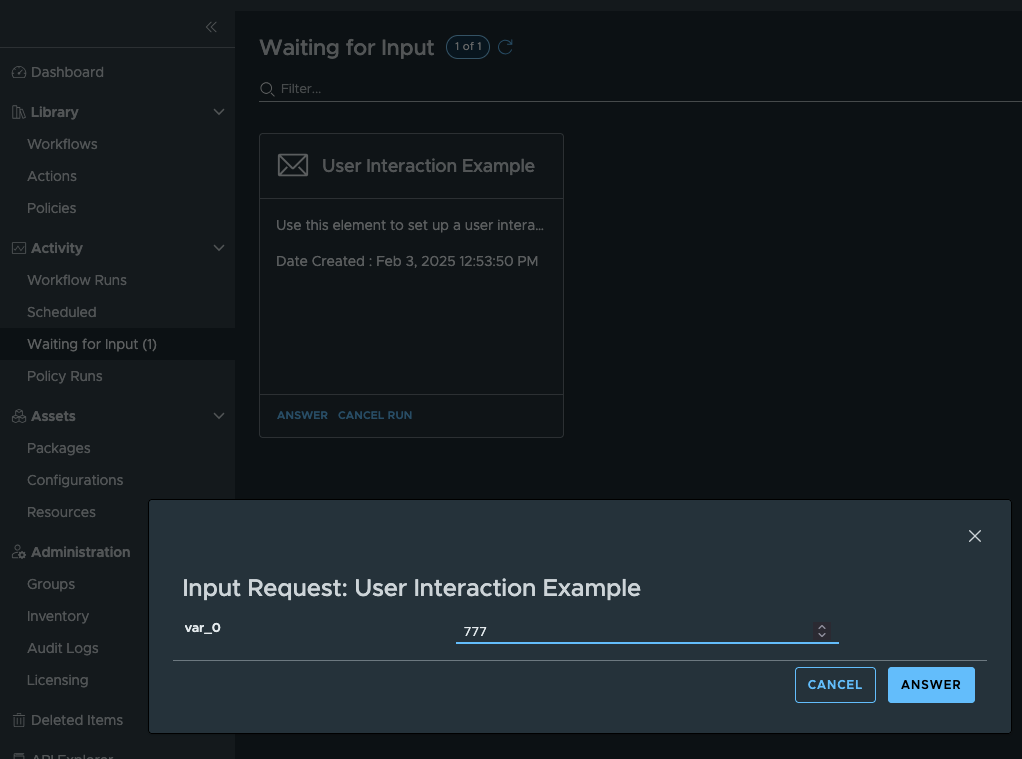 Dashboard
Library
Workflows
Actions
Policies
Activity
Workflow Runs
Scheduled
Waiting for Input (1)
Policy Runs
Assets
Packages
Configurations
Resources
Administration
Groups
Inventory
Audit Logs
Licensing
Deleted Items
API Explorer
Waiting for Input 1 of 1
Filter...
User Interaction Example
Use this element to set up a user intera...
Date Created : Feb 3, 2025 12:53:50 PM
ANSWER CANCEL RUN
Input Request: User Interaction Example
var_0 777
CANCEL ANSWER